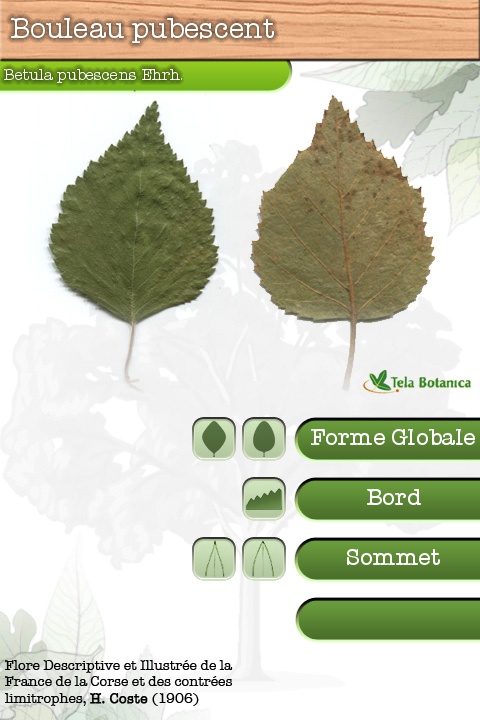 Bouleau pubescent
Betula pubescens Ehrh.
Tela Botanica
Forme Globale
Bord
Sommet
Flore Descriptive et Illustrée de la
France de la Corse et des contrées
limitrophes, H. Coste (1906)